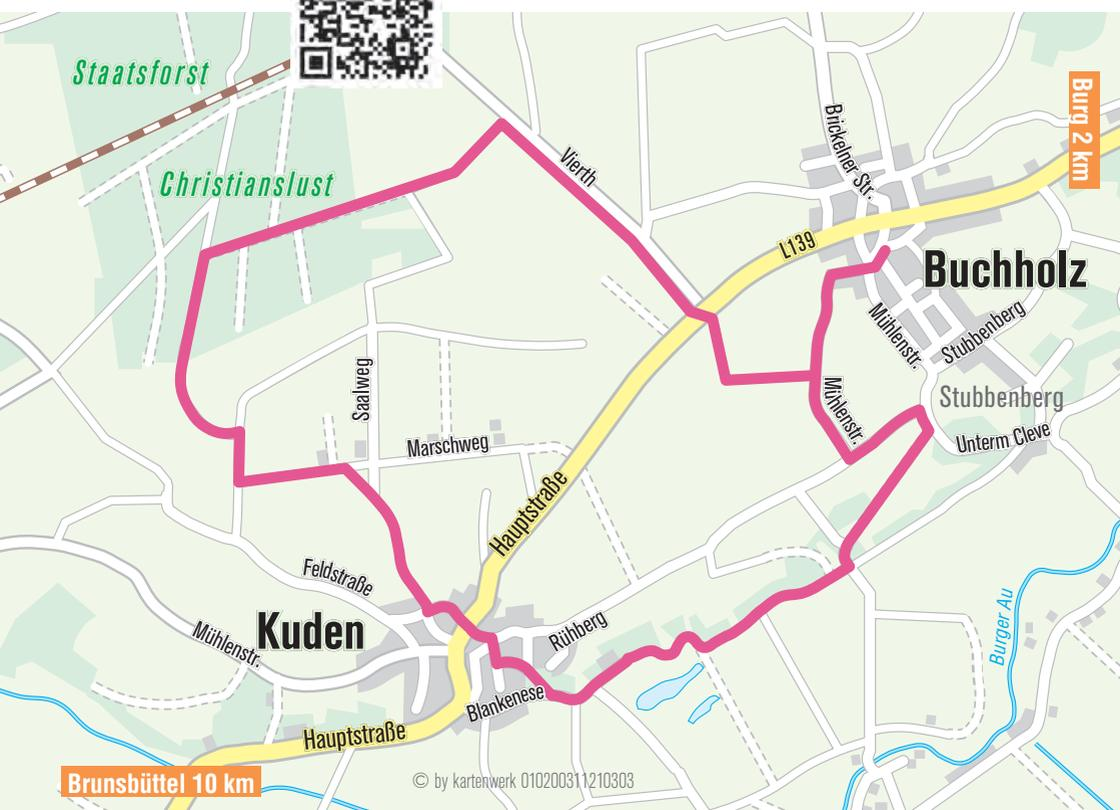 Staatsforst
Christianslust
Vierth
Brickelner Str.
Burg 2 km
L139
Buchholz
Mühlenstr.
Stubbenberg
Stubbenberg
Saalweg
Mühlenstr.
Marschweg
Unterm Cleve
Hauptstraße
Feldstraße
Kuden
Mühlenstr.
Rühberg
Burger Au
Blankenese
Hauptstraße
Brunsbüttel 10 km
© by kartenwerk 010200311210303